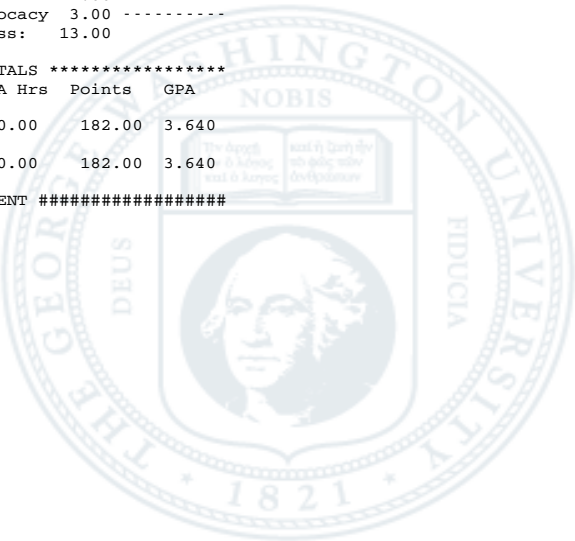 ocacy 3.00 ----------
ss: 13.00
TALS *****************
A Hrs Points GPA
0.00 182.00 3.640
0.00 182.00 3.640
ENT ##################
THE GEORGE WASHINGTON UNIVERSITY
NOBIS
DEUS
FIDUCIA
1821